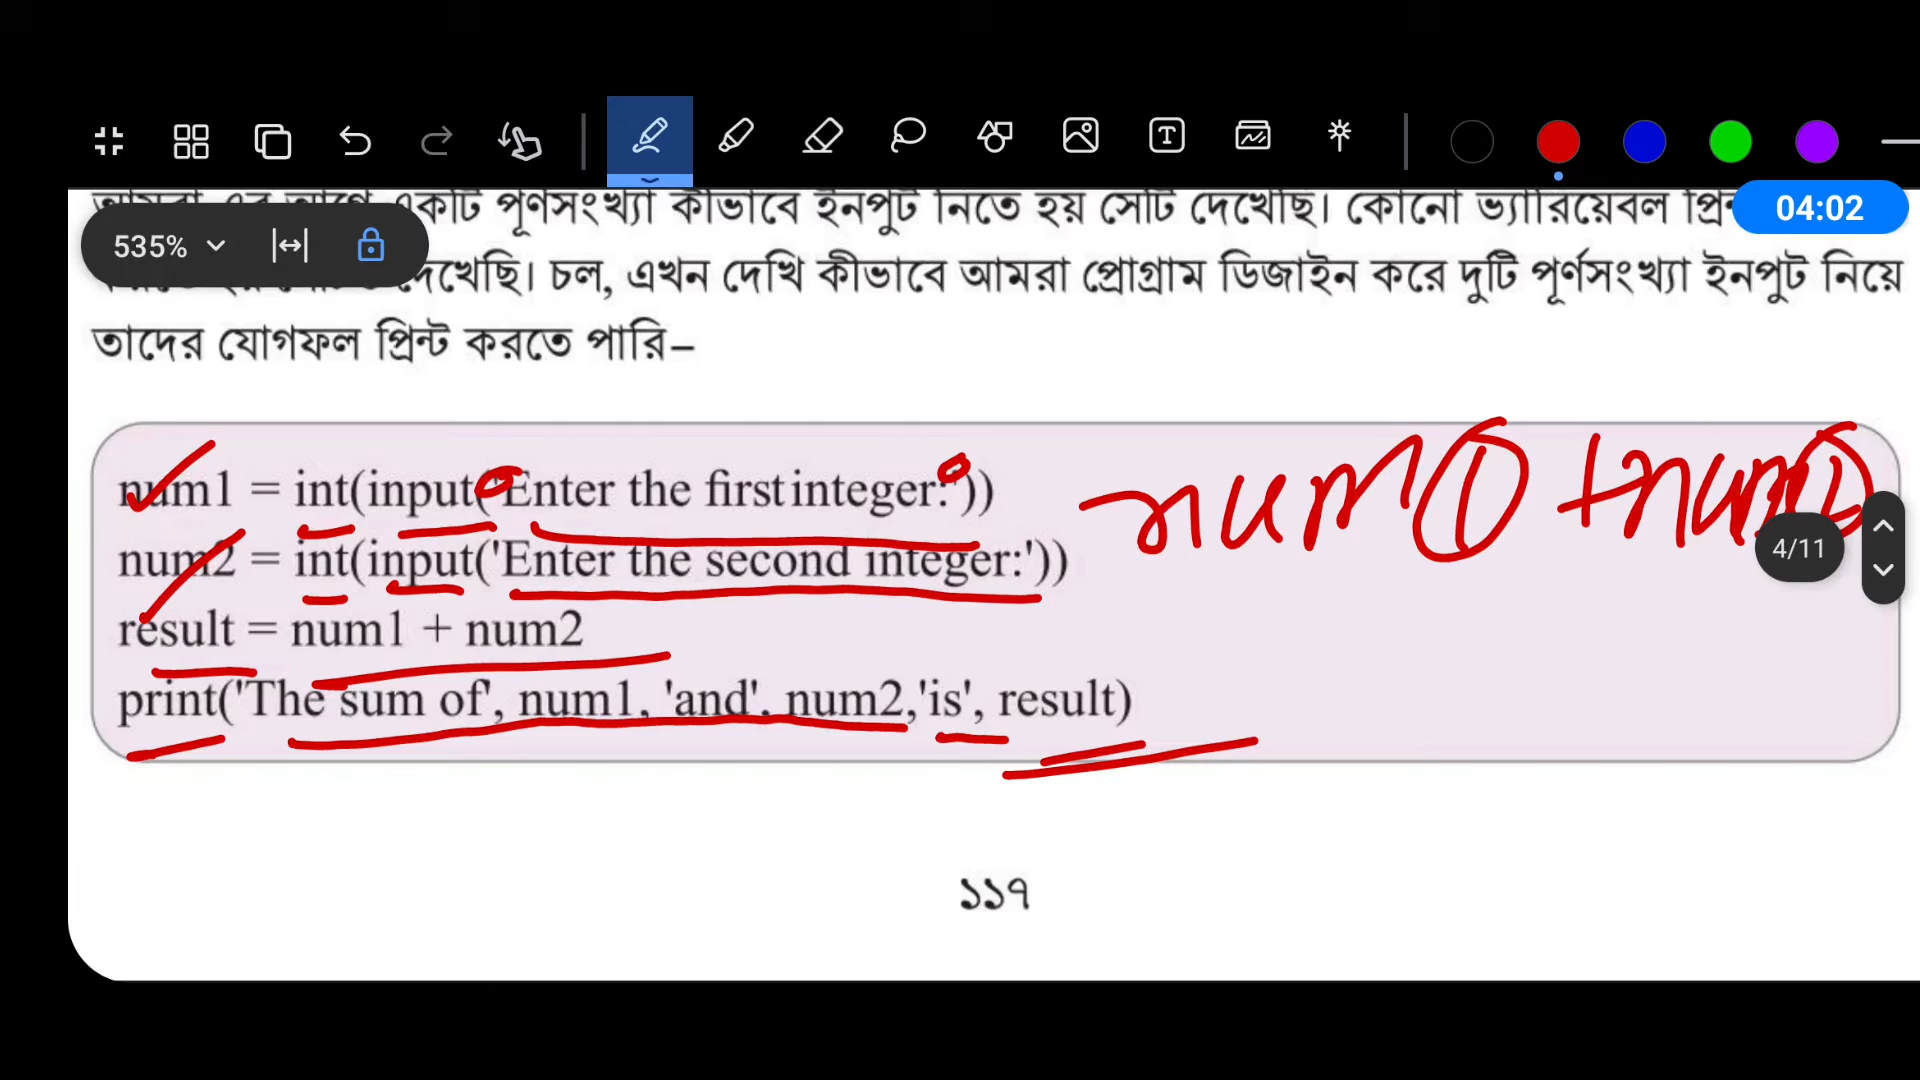 একটি পূর্ণসংখ্যা কীভাবে ইনপুট নিতে হয় সেটি দেখেছি। কোনো ভ্যারিয়েবল
04:02
535%
দেখেছি। চল, এখন দেখি কীভাবে আমরা প্রোগ্রাম ডিজাইন করে দুটি পূর্ণসংখ্যা ইনপুট নিয়ে
তাদের যোগফল প্রিন্ট করতে পারি–
num1 = int(input('Enter the first integer:'))
num1 + num2
num2 = int(input('Enter the second integer:'))
4/11
result = num1 + num2
print('The sum of', num1, 'and', num2,'is', result)
১১৭